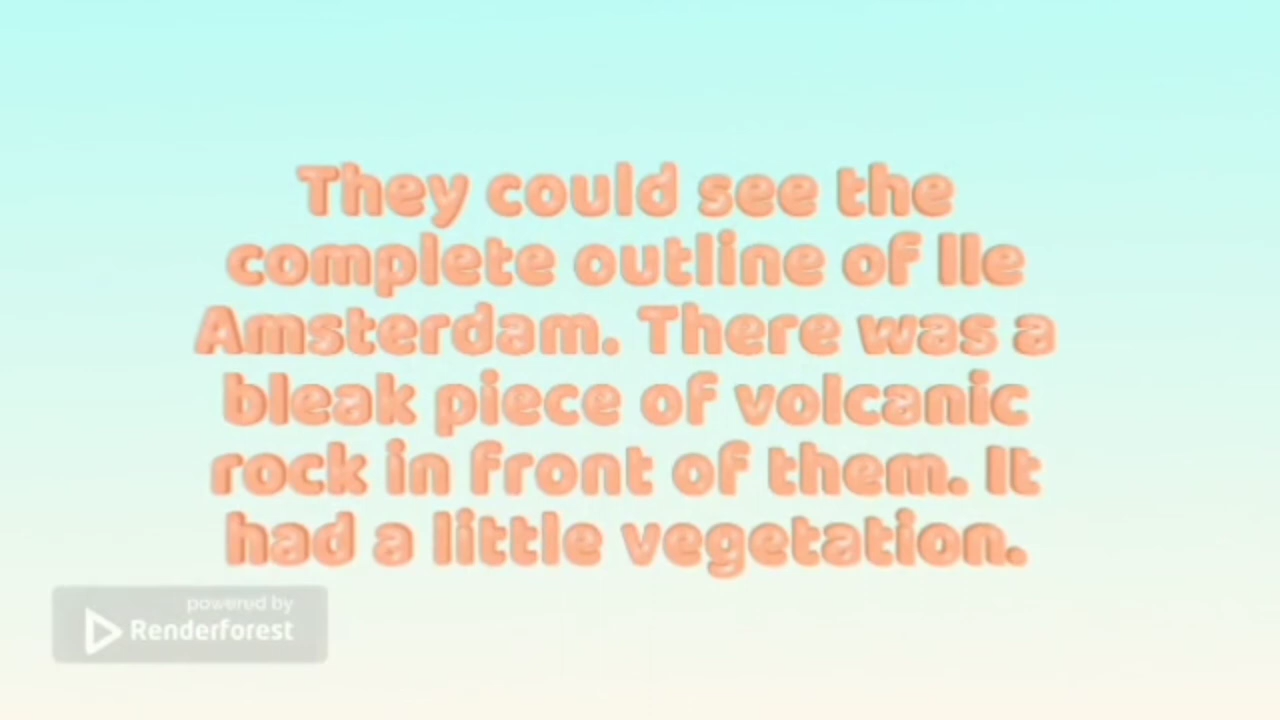 They could see the
complete outline of Ile
Amsterdam. There was a
bleak piece of volcanic
rock in front of them. It
had a little vegetation.
powered by
Renderforest